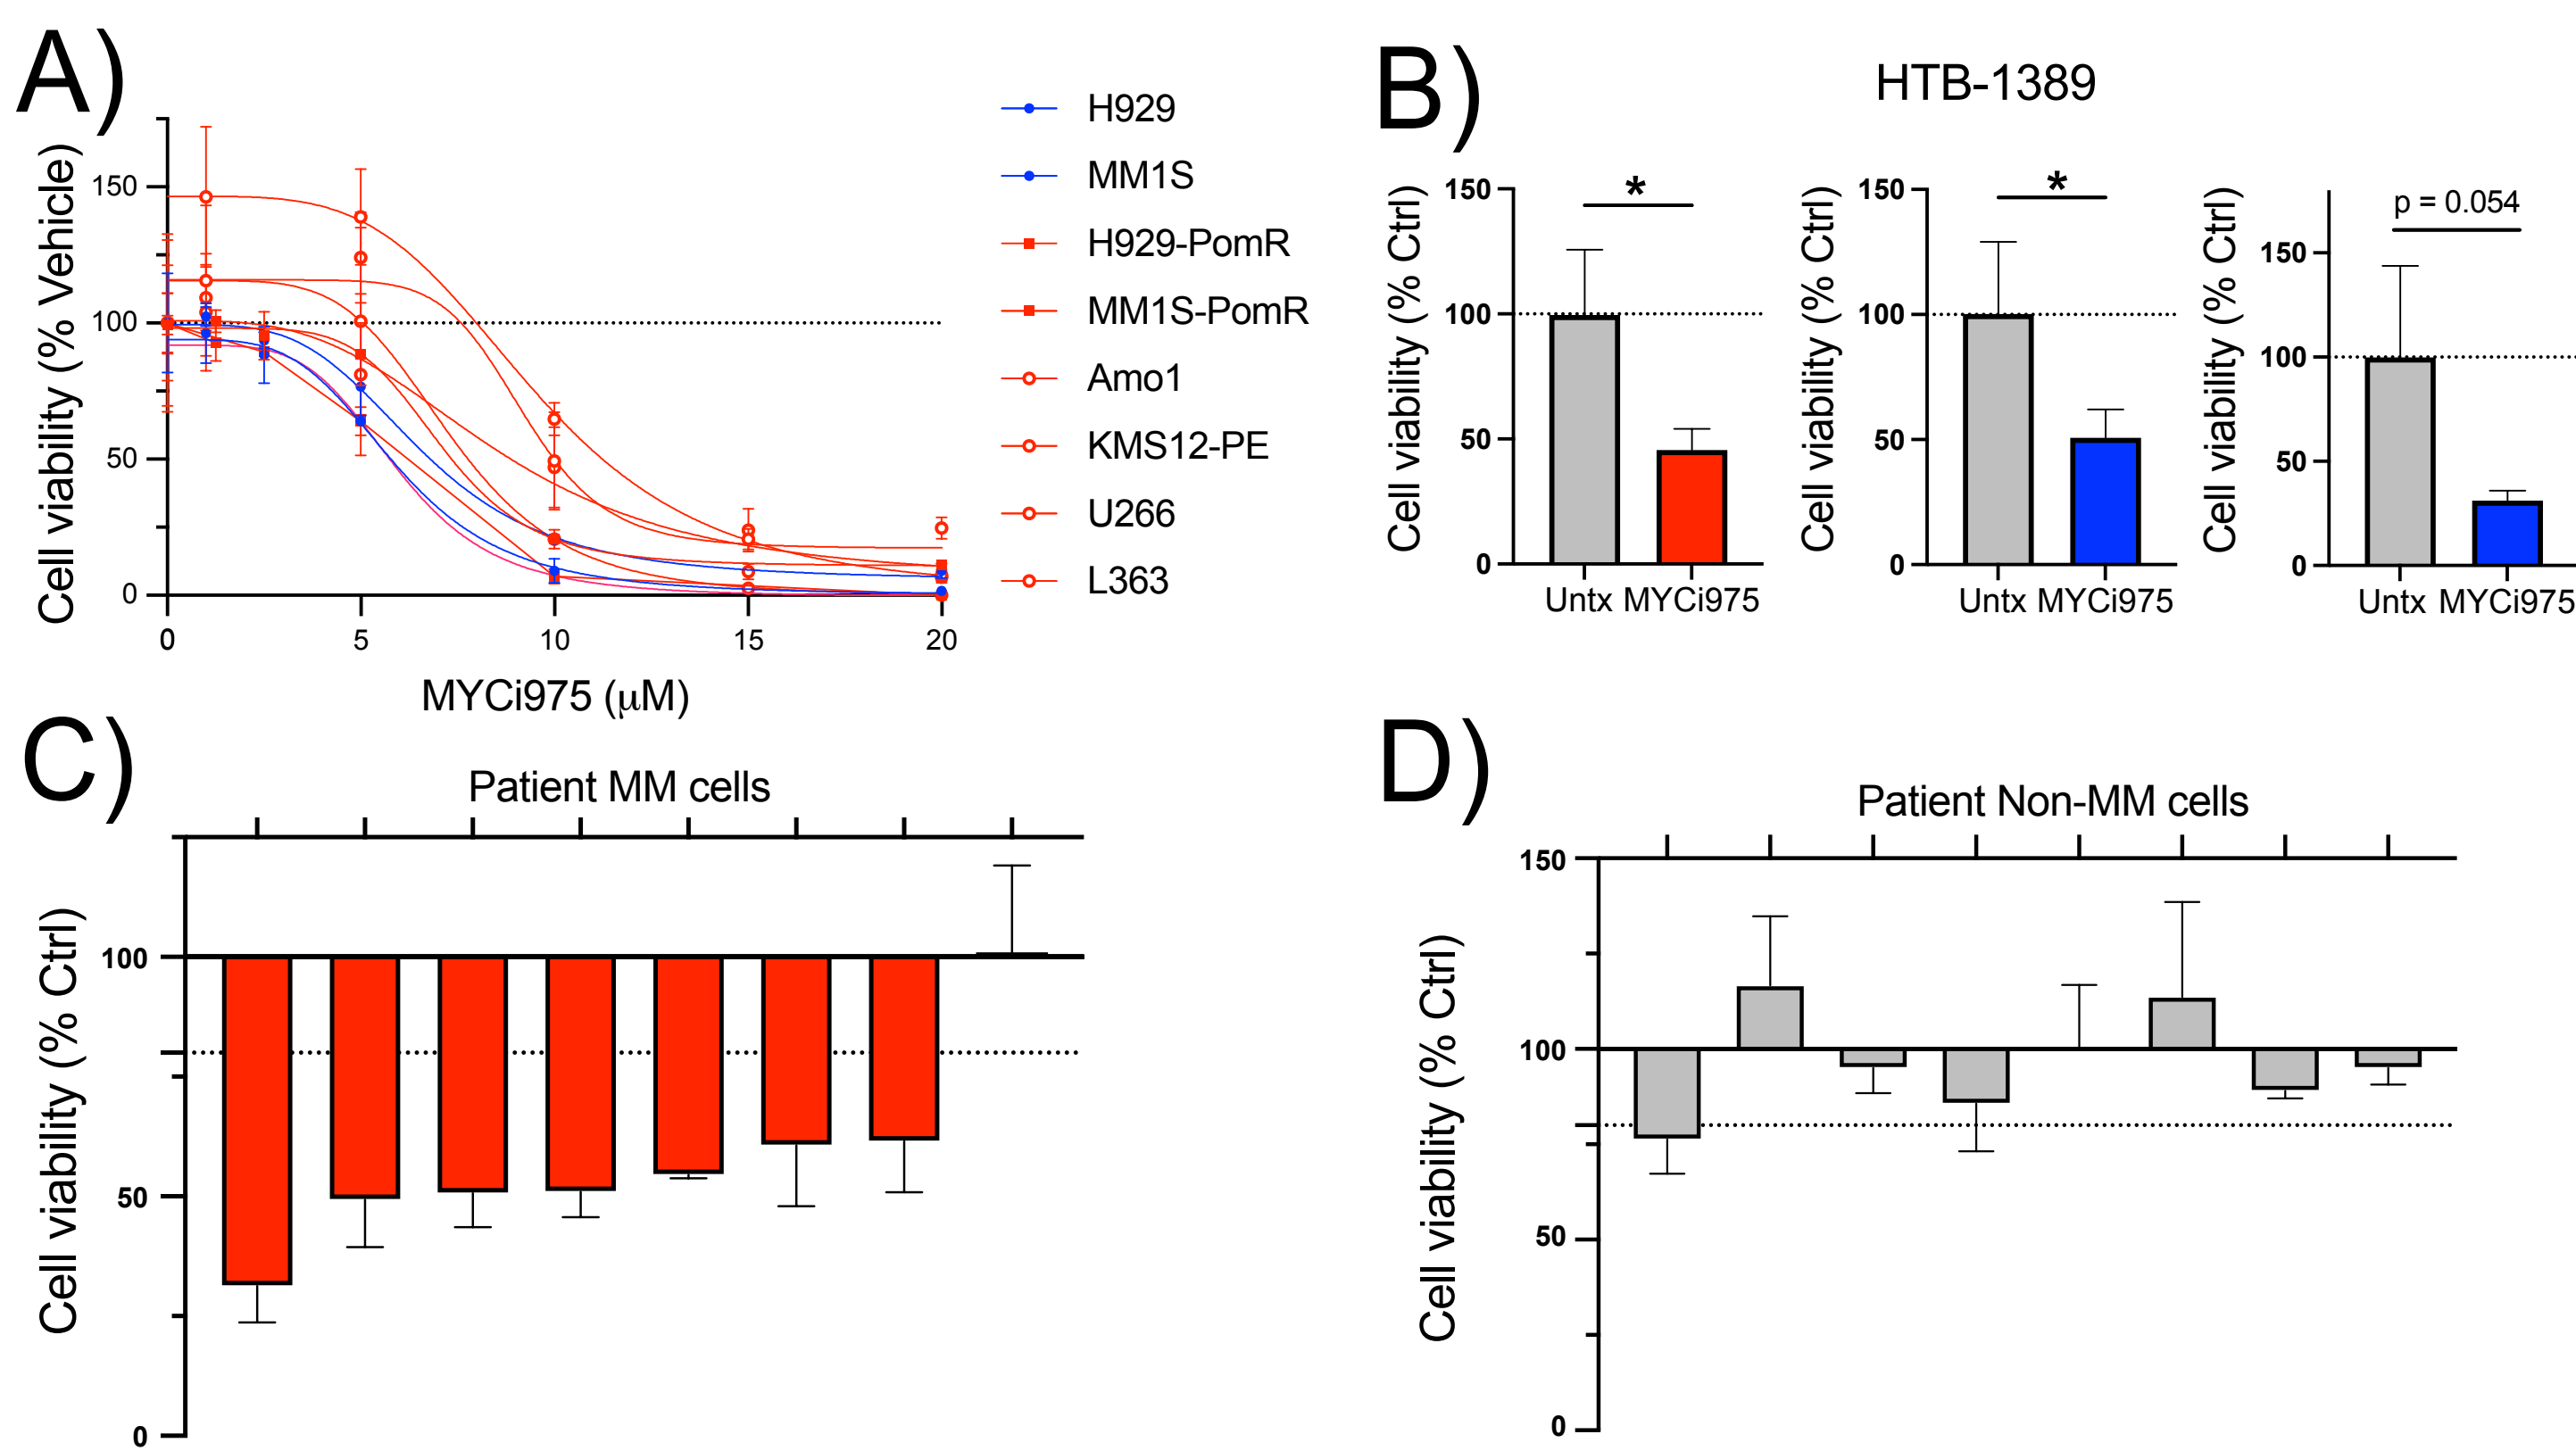 A)
Cell viability (% Vehicle)
150
100
50
0
0 5 10 15 20
MYCi975 (μM)
H929
MM1S
H929-PomR
MM1S-PomR
Amo1
KMS12-PE
U266
L363
B)
HTB-1389
Cell viability (% Ctrl)
150
100
50
0
*
Untx MYCi975
Cell viability (% Ctrl)
150
100
50
0
*
Untx MYCi975
Cell viability (% Ctrl)
150
100
50
0
p = 0.054
Untx MYCi975
C)
Patient MM cells
Cell viability (% Ctrl)
100
50
0
D)
Patient Non-MM cells
Cell viability (% Ctrl)
150
100
50
0